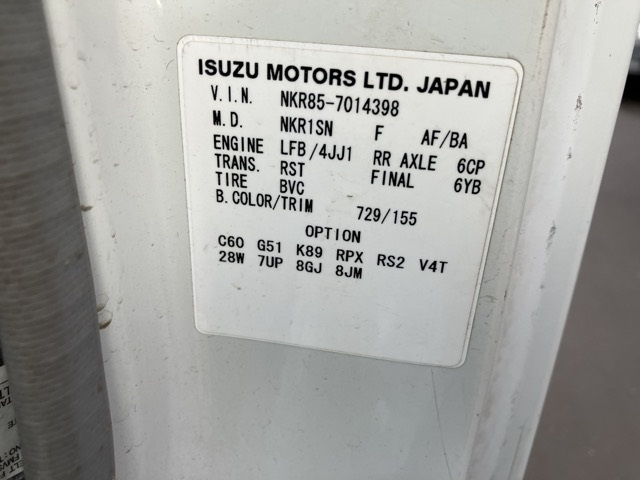 ISUZU MOTORS LTD. JAPAN
V.I.N. NKR85-7014398
M.D. NKR1SN F AF/BA
ENGINE LFB/4JJ1 RR AXLE 6CP
TRANS. RST FINAL 6YB
TIRE BVC
B.COLOR/TRIM 729/155
OPTION
C60 G51 K89 RPX RS2 V4T
28W 7UP 8GJ 8JM